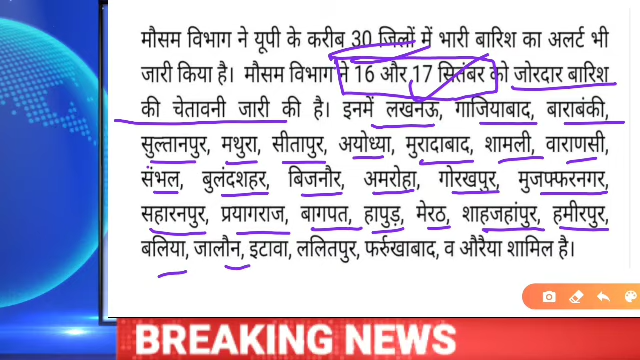 मौसम विभाग ने यूपी के करीब 30 जिलों में भारी बारिश का अलर्ट भी
जारी किया है। मौसम विभाग ने 16 और 17 सितंबर को जोरदार बारिश
की चेतावनी जारी की है। इनमें लखनऊ, गाजियाबाद, बाराबंकी,
सुल्तानपुर, मथुरा, सीतापुर, अयोध्या, मुरादाबाद, शामली, वाराणसी,
संभल, बुलंदशहर, बिजनौर, अमरोहा, गोरखपुर, मुजफ्फरनगर,
सहारनपुर, प्रयागराज, बागपत, हापुड़, मेरठ, शाहजहांपुर, हमीरपुर,
बलिया, जालौन, इटावा, ललितपुर, फर्रुखाबाद, व औरैया शामिल है।
BREAKING NEWS